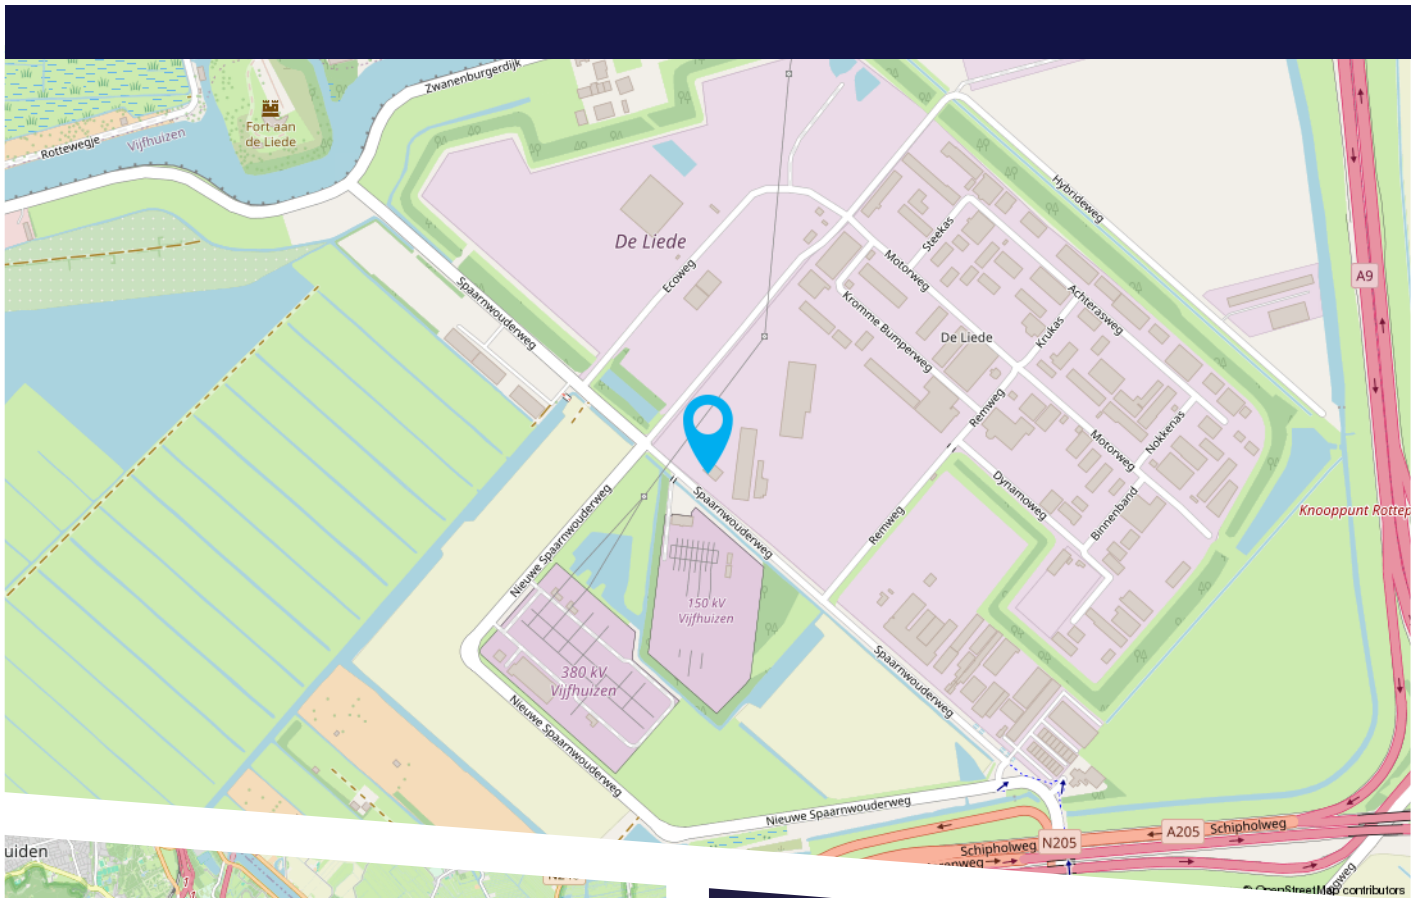 Zwanenburgerdijk
Fort aan
de Liede
Rottewegje
Vijfhuizen
Hybrideweg
De Liede
Steekas
Motorweg
Ecoweg
A9
Spaarnwouderweg
Achterasweg
Kromme Bumperweg
Krukas
De Liede
Remweg
Nokkenas
Motorweg
Spaarnwouderweg
Dynamoweg
Binnenband
Remweg
Knooppunt Rottep
Nieuwe Spaarnwouderweg
150 kV
Vijfhuizen
380 kV
Vijfhuizen
Spaarnwouderweg
Nieuwe Spaarnwouderweg
Nieuwe Spaarnwouderweg
A205
Schipholweg
N205
Schipholweg
uiden
1
1
© OpenStreetMap contributors